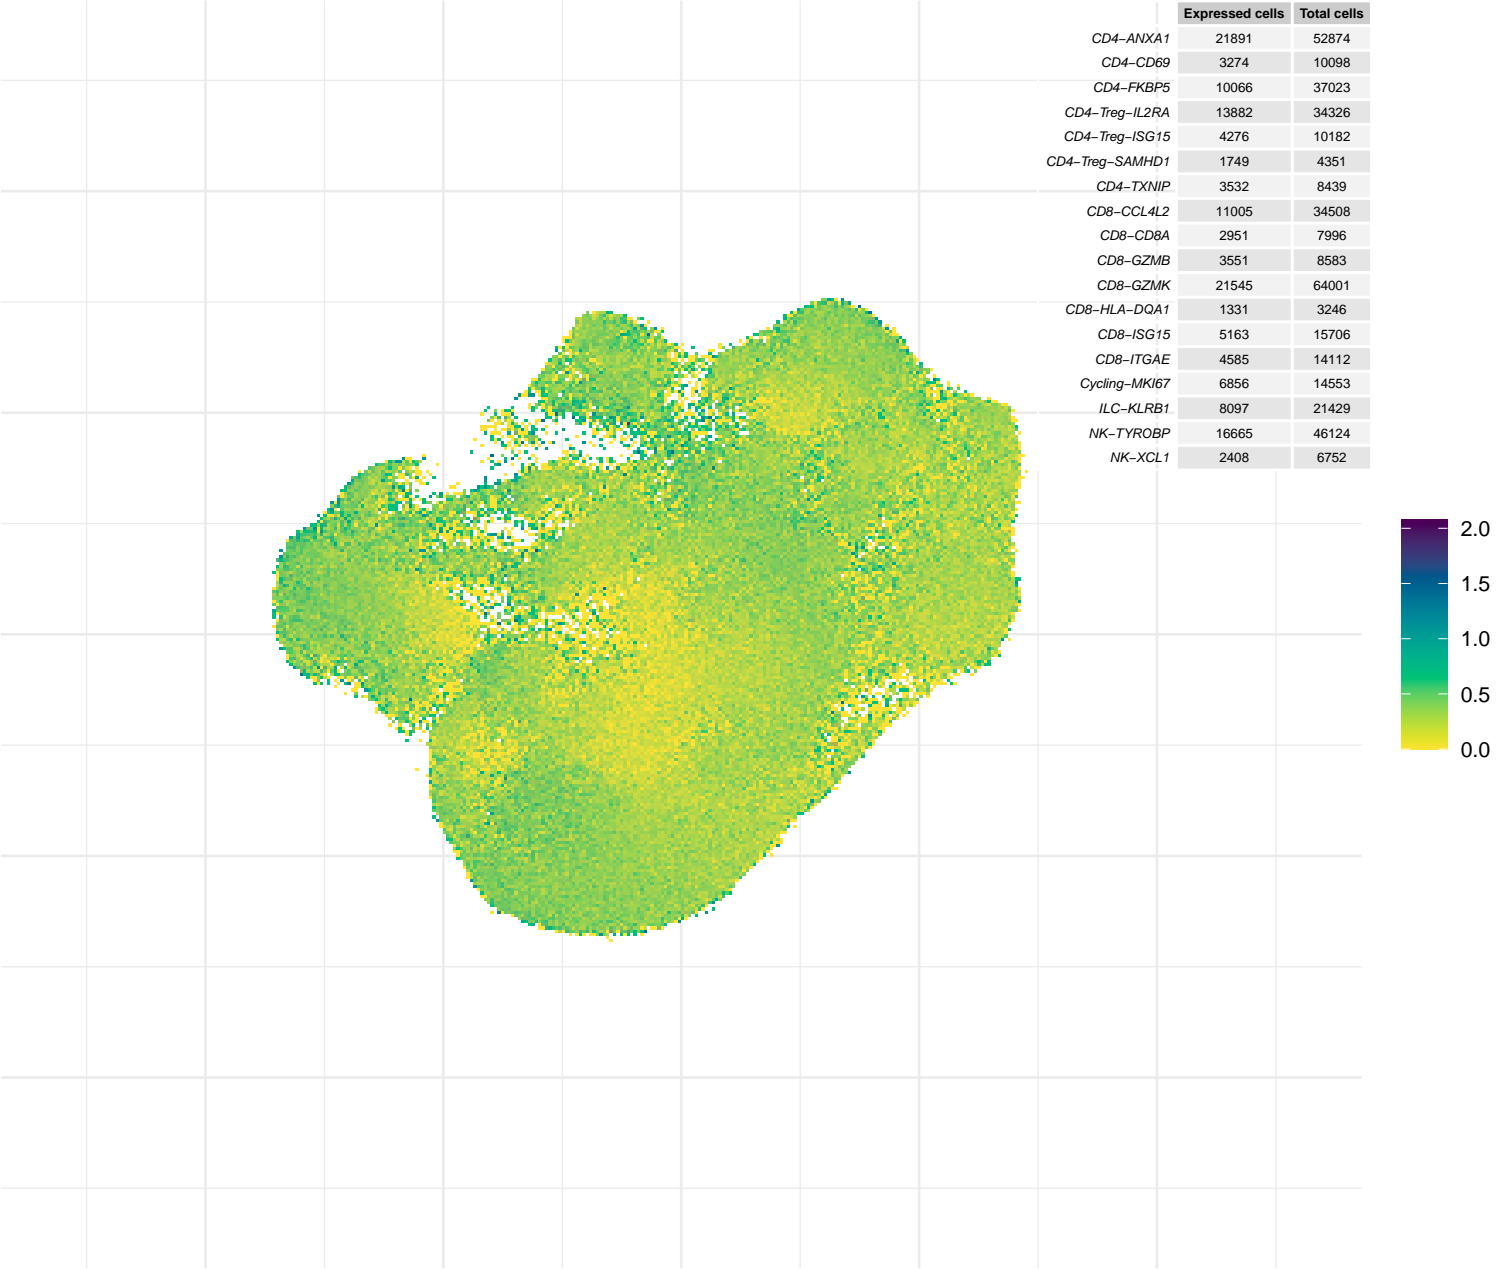 Expressed cells Total cells
CD4−ANXA1 21891 52874
CD4−CD69 3274 10098
CD4−FKBP5 10066 37023
CD4−Treg−IL2RA 13882 34326
CD4−Treg−ISG15 4276 10182
CD4−Treg−SAMHD1 1749 4351
CD4−TXNIP 3532 8439
CD8−CCL4L2 11005 34508
CD8−CD8A 2951 7996
CD8−GZMB 3551 8583
CD8−GZMK 21545 64001
CD8−HLA−DQA1 1331 3246
CD8−ISG15 5163 15706
CD8−ITGAE 4585 14112
Cycling−MKI67 6856 14553
ILC−KLRB1 8097 21429
NK−TYROBP 16665 46124
NK−XCL1 2408 6752
2.0
1.5
1.0
0.5
0.0